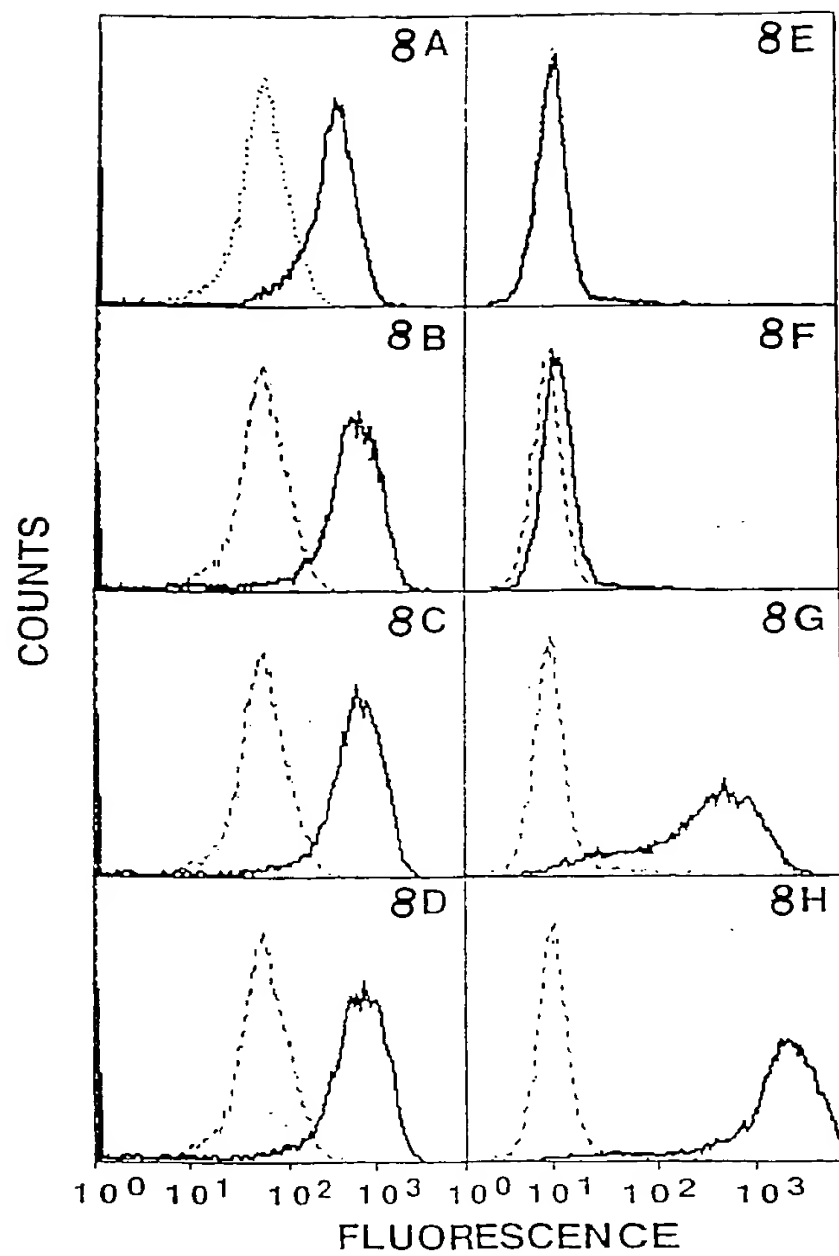 8A
8E
8B
8F
8C
8G
8D
8H
COUNTS
10⁰ 10¹ 10² 10³ 10⁰ 10¹ 10² 10³
FLUORESCENCE